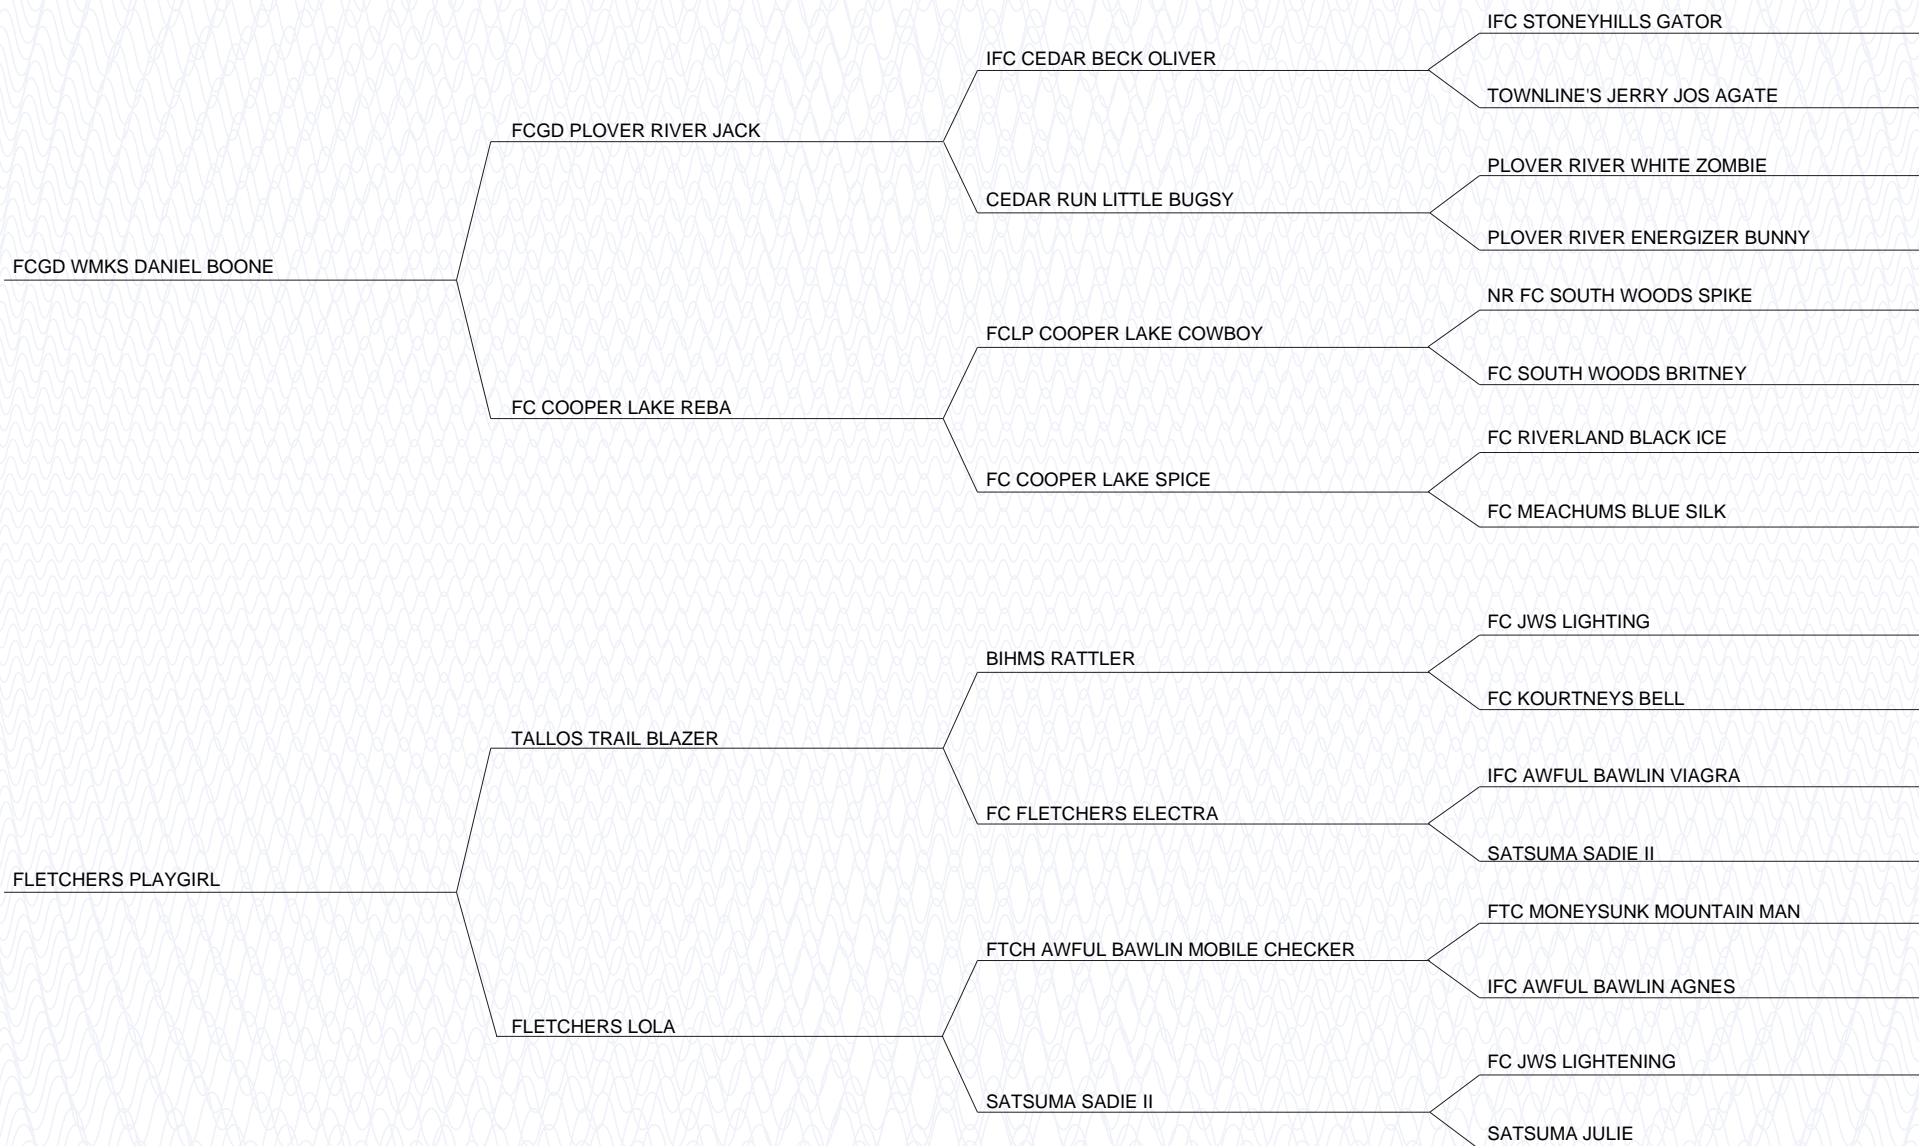 IFC STONEYHILLS GATOR
IFC CEDAR BECK OLIVER
TOWNLINE'S JERRY JOS AGATE
FCGD PLOVER RIVER JACK
PLOVER RIVER WHITE ZOMBIE
CEDAR RUN LITTLE BUGSY
PLOVER RIVER ENERGIZER BUNNY
FCGD WMKS DANIEL BOONE
NR FC SOUTH WOODS SPIKE
FCLP COOPER LAKE COWBOY
FC SOUTH WOODS BRITNEY
FC COOPER LAKE REBA
FC RIVERLAND BLACK ICE
FC COOPER LAKE SPICE
FC MEACHUMS BLUE SILK
FC JWS LIGHTING
BIHMS RATTLER
FC KOURTNEYS BELL
TALLOS TRAIL BLAZER
IFC AWFUL BAWLIN VIAGRA
FC FLETCHERS ELECTRA
SATSUMA SADIE II
FLETCHERS PLAYGIRL
FTC MONEYSUNK MOUNTAIN MAN
FTCH AWFUL BAWLIN MOBILE CHECKER
IFC AWFUL BAWLIN AGNES
FLETCHERS LOLA
FC JWS LIGHTENING
SATSUMA SADIE II
SATSUMA JULIE